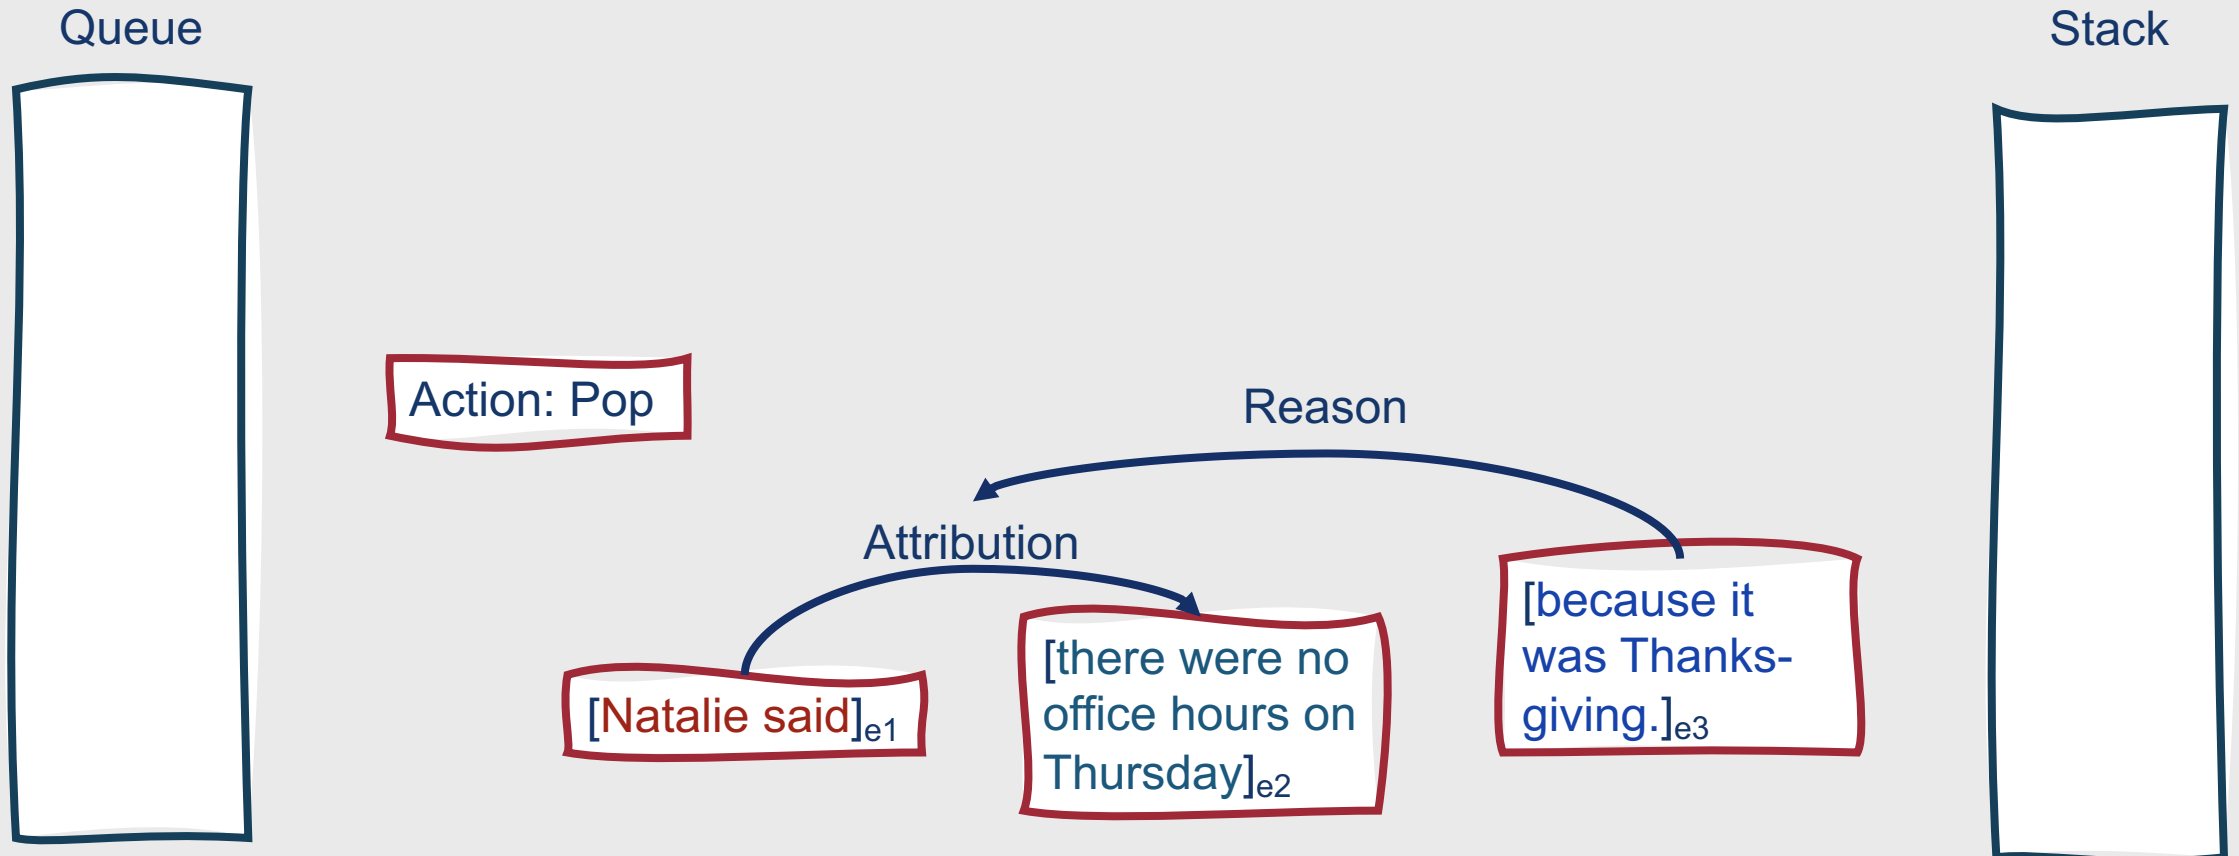 Queue
Stack
Action: Pop
Reason
Attribution
[Natalie said]e1
[there were no
office hours on
Thursday]e2
[because it
was Thanks-
giving.]e3